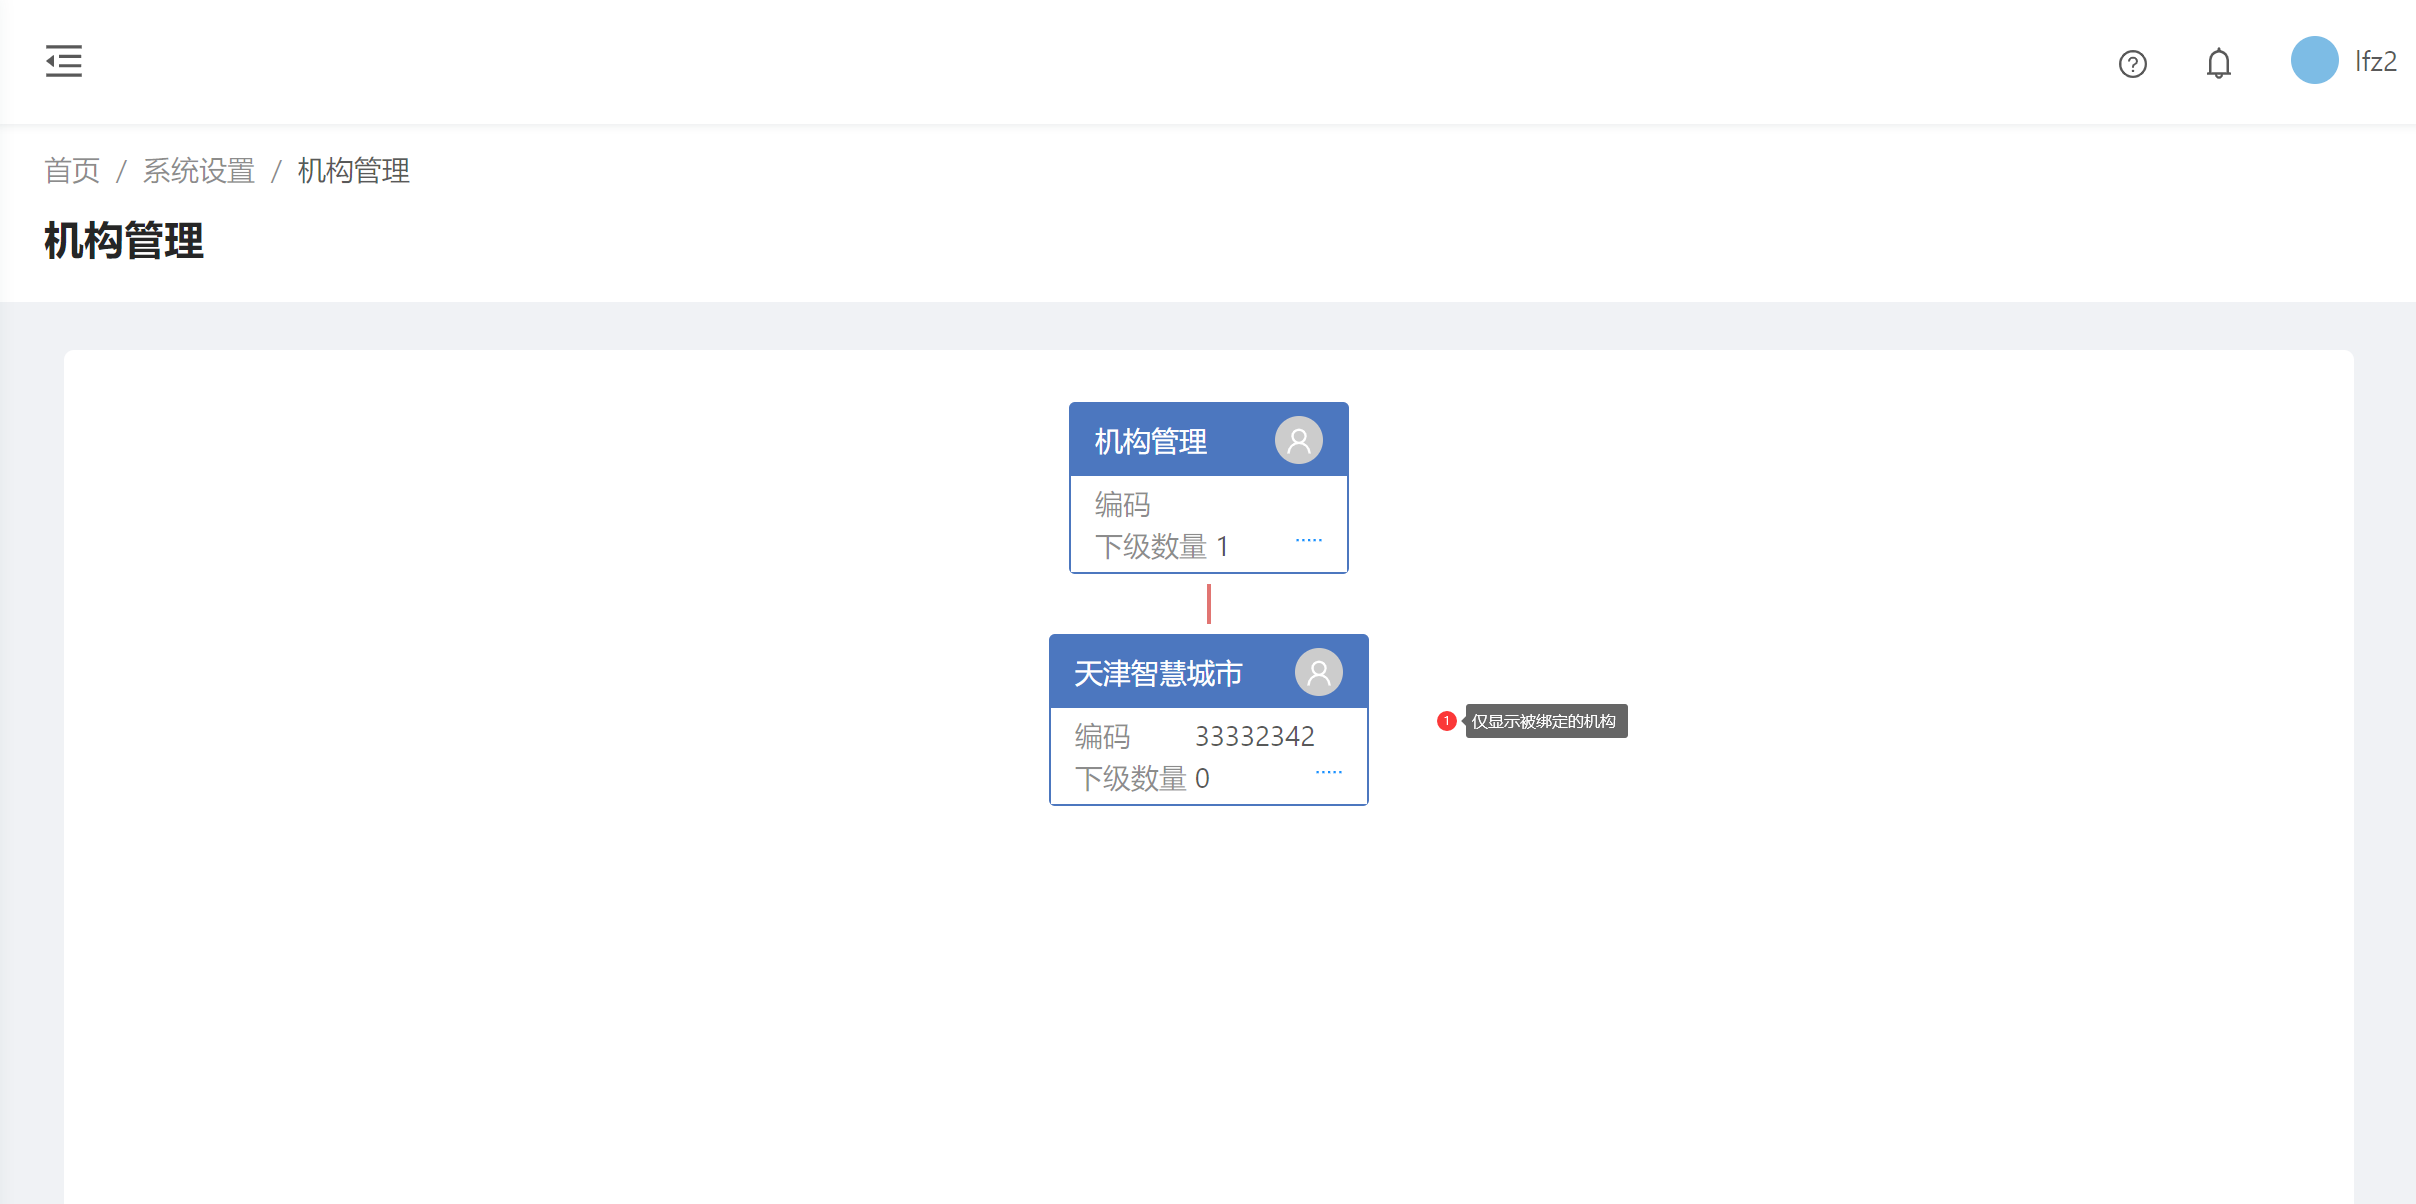 lfz2
首页 / 系统设置 / 机构管理
机构管理
机构管理
编码
下级数量 1
天津智慧城市
编码 33332342
下级数量 0
1 仅显示被绑定的机构